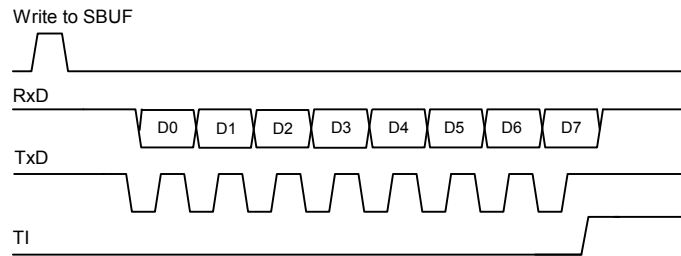 Write to SBUF
RxD
D0 D1 D2 D3 D4 D5 D6 D7
TxD
TI